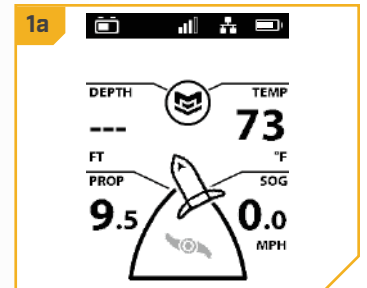 1a
DEPTH TEMP
--- 73
FT °F
PROP SOG
9.5 0.0
MPH